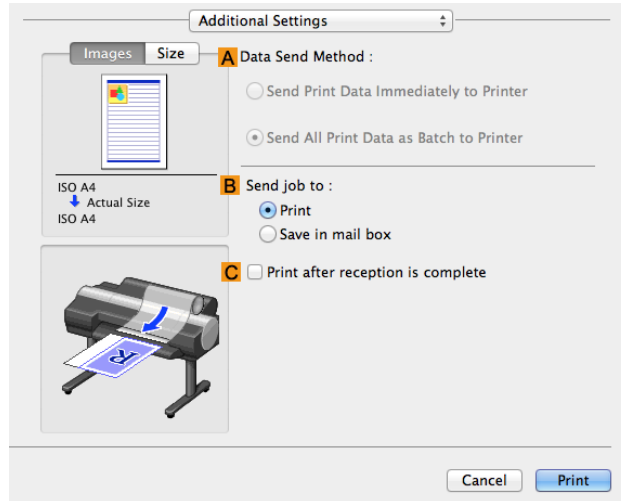 Additional Settings
Images Size
A Data Send Method :
Send Print Data Immediately to Printer
Send All Print Data as Batch to Printer
ISO A4
Actual Size
ISO A4
B Send job to :
Print
Save in mail box
C Print after reception is complete
R
Cancel Print